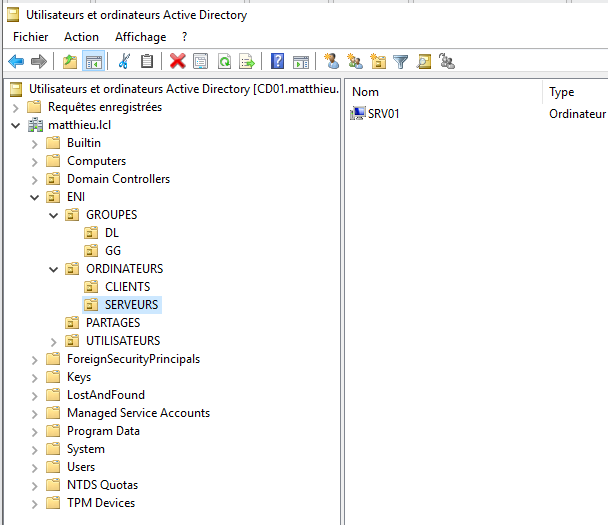 Utilisateurs et ordinateurs Active Directory
Fichier Action Affichage ?
Utilisateurs et ordinateurs Active Directory [CD01.matthieu.
Requêtes enregistrées
matthieu.lcl
Builtin
Computers
Domain Controllers
ENI
GROUPES
DL
GG
ORDINATEURS
CLIENTS
SERVEURS
PARTAGES
UTILISATEURS
ForeignSecurityPrincipals
Keys
LostAndFound
Managed Service Accounts
Program Data
System
Users
NTDS Quotas
TPM Devices
Nom Type
SRV01 Ordinateur